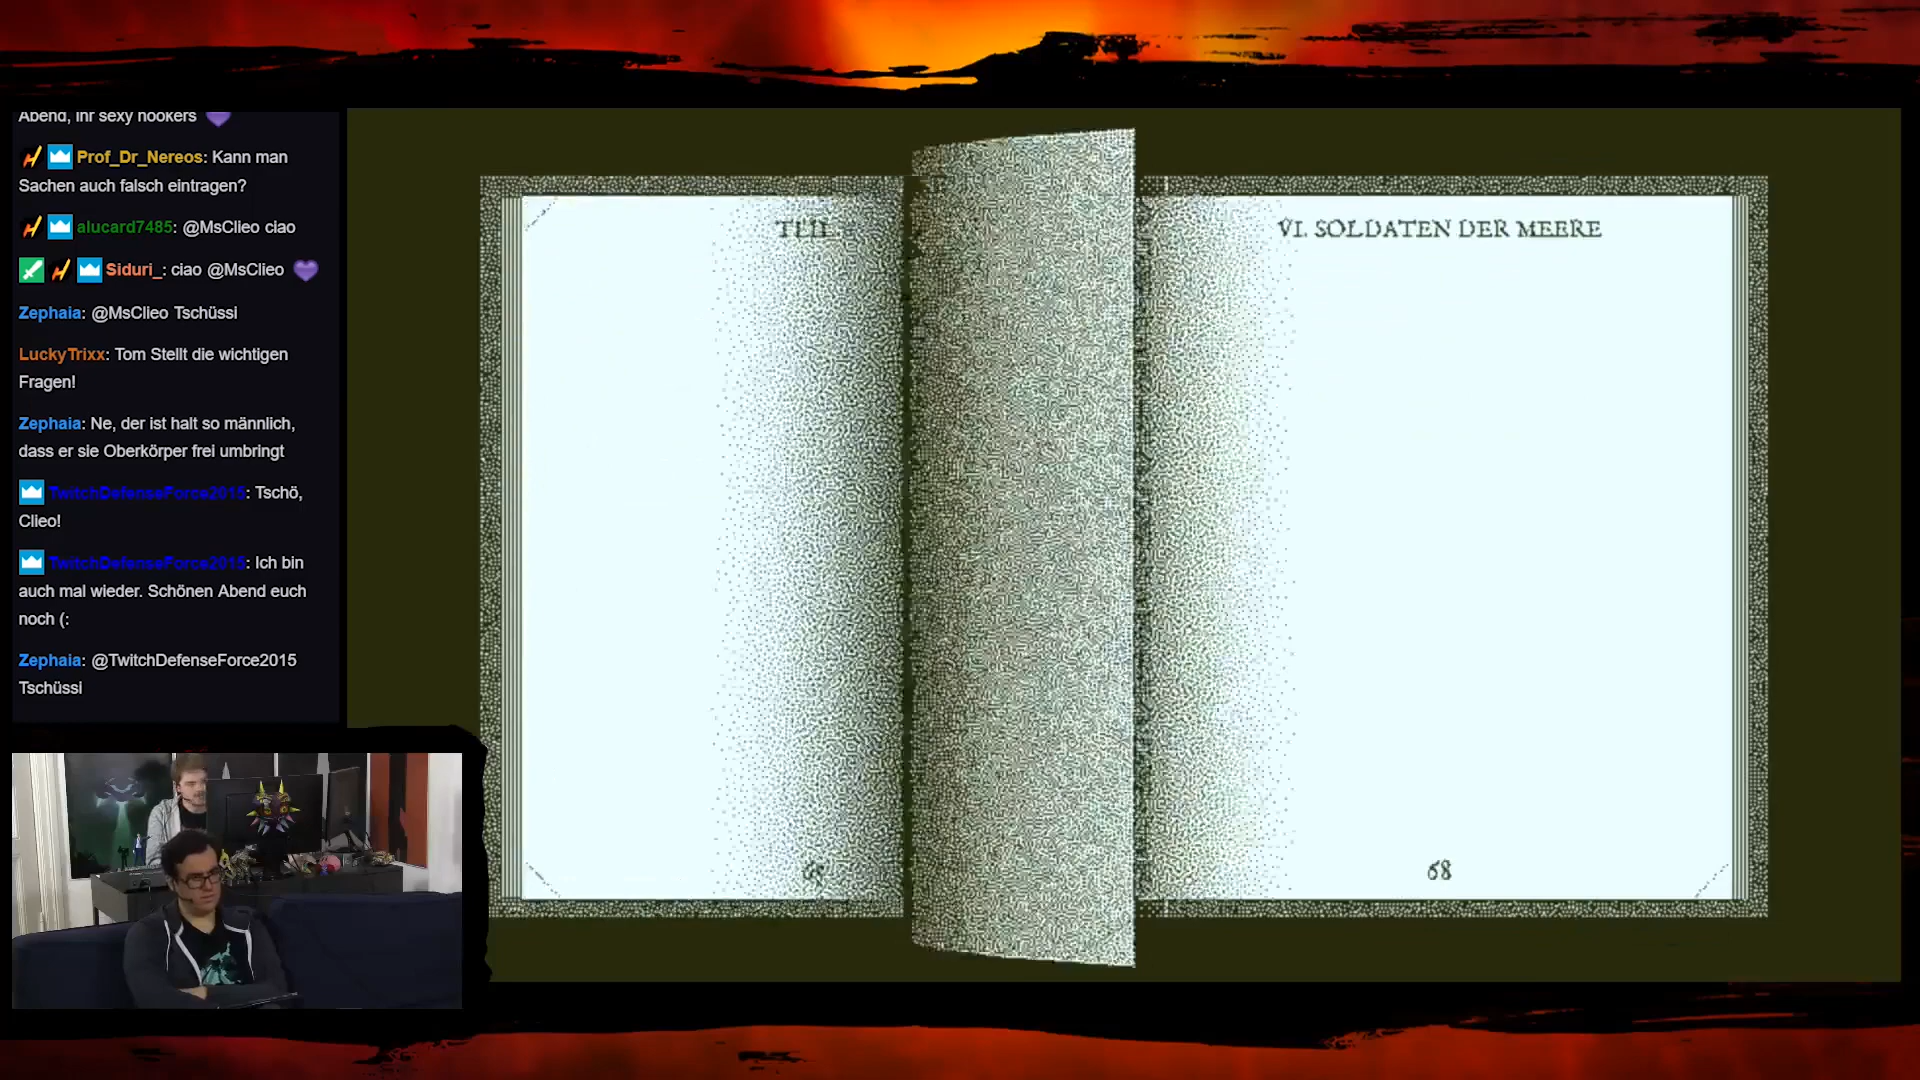 Abend, ihr sexy hookers
Prof_Dr_Nereos: Kann man
Sachen auch falsch eintragen?
alucard7485: @MsClieo ciao
Siduri_: ciao @MsClieo
Zephaia: @MsClieo Tschüssi
LuckyTrixx: Tom Stellt die wichtigen
Fragen!
Zephaia: Ne, der ist halt so männlich,
dass er sie Oberkörper frei umbringt
TwitchDefenseForce2015: Tschö,
Clieo!
TwitchDefenseForce2015: Ich bin
auch mal wieder. Schönen Abend euch
noch (:
Zephaia: @TwitchDefenseForce2015
Tschüssi
VI. SOLDATEN DER MEERE
68